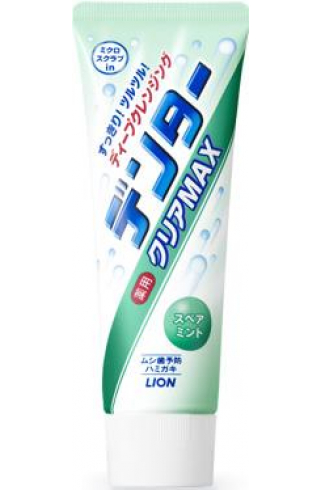 ミクロ
スクラブ
in
すっきり!ツルツル!
ディープクレンジング
デンター
クリアMAX
薬用
スペア
ミント
ムシ歯予防
ハミガキ
LION